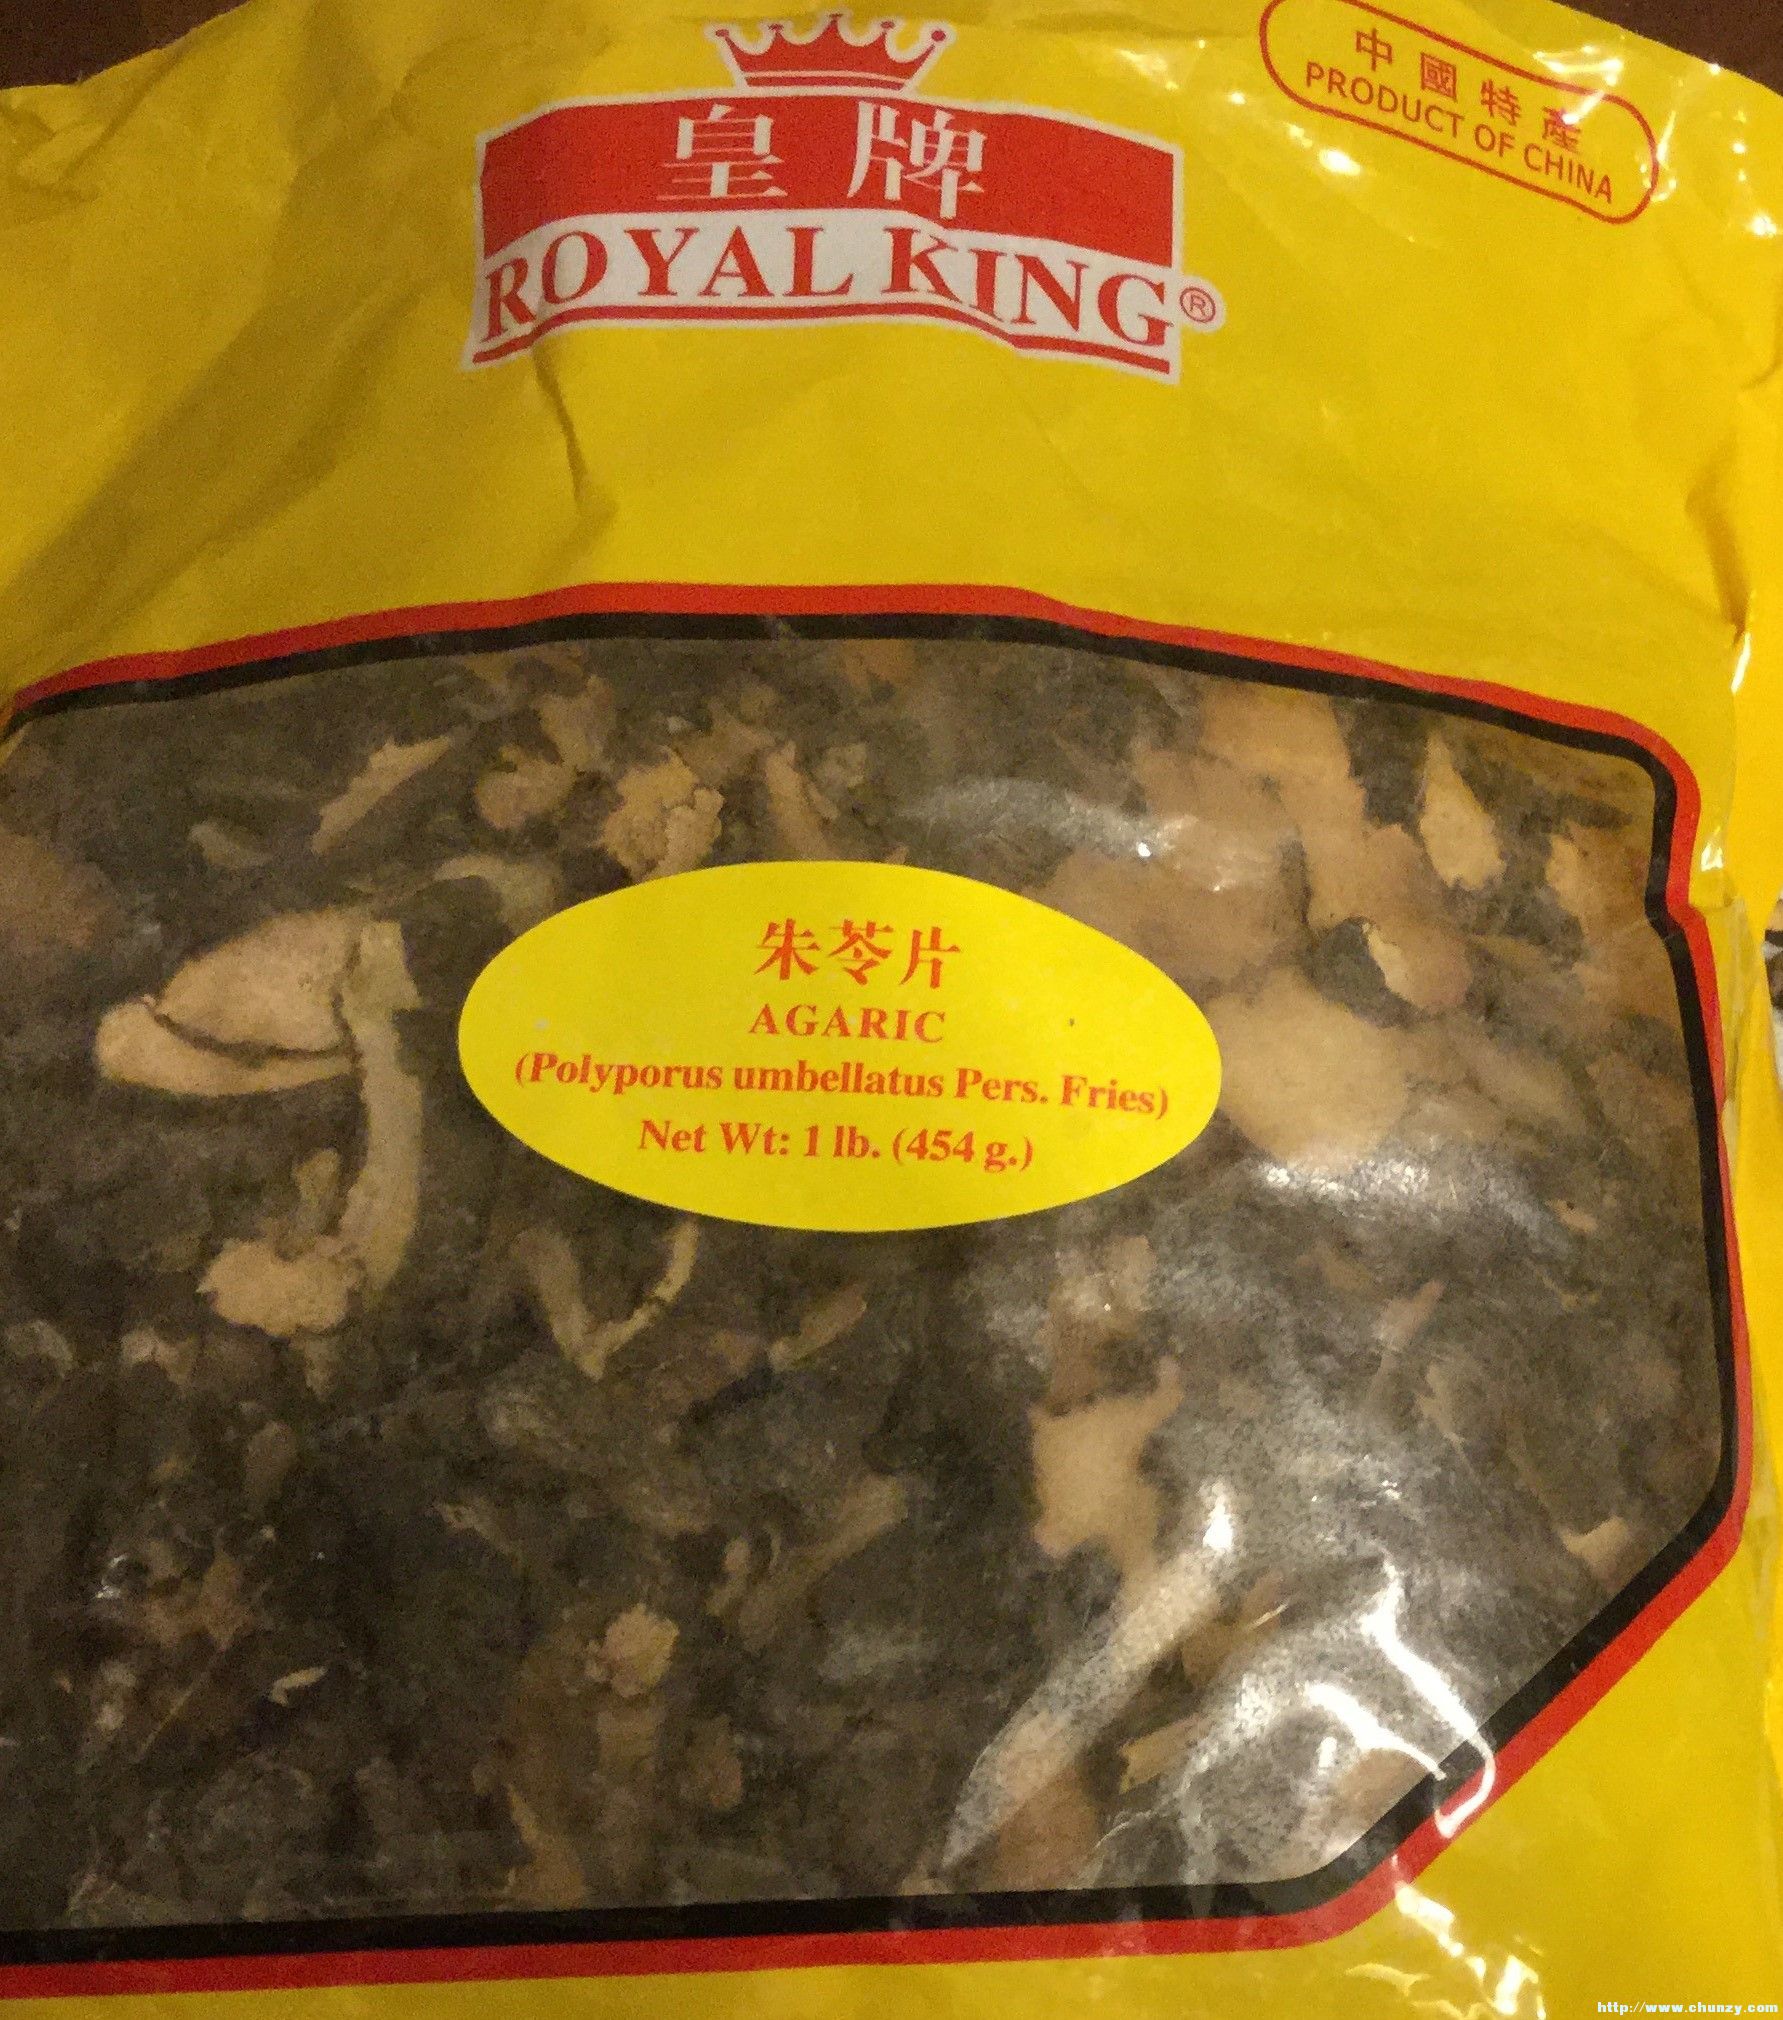 皇牌
ROYAL KING®
中國特產
PRODUCT OF CHINA
朱苓片
AGARIC
(Polyporus umbellatus Pers. Fries)
Net Wt: 1 lb. (454 g.)
http://www.chunzy.com